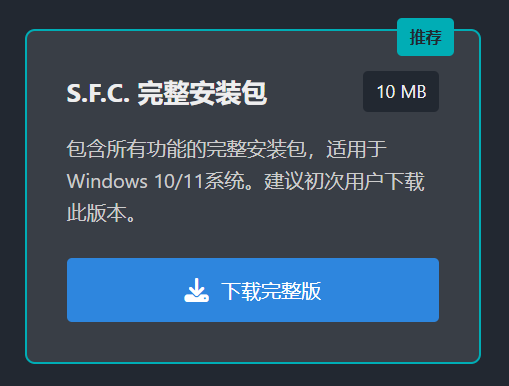 推荐
S.F.C. 完整安装包
10 MB
包含所有功能的完整安装包，适用于
Windows 10/11系统。建议初次用户下载
此版本。
下载完整版